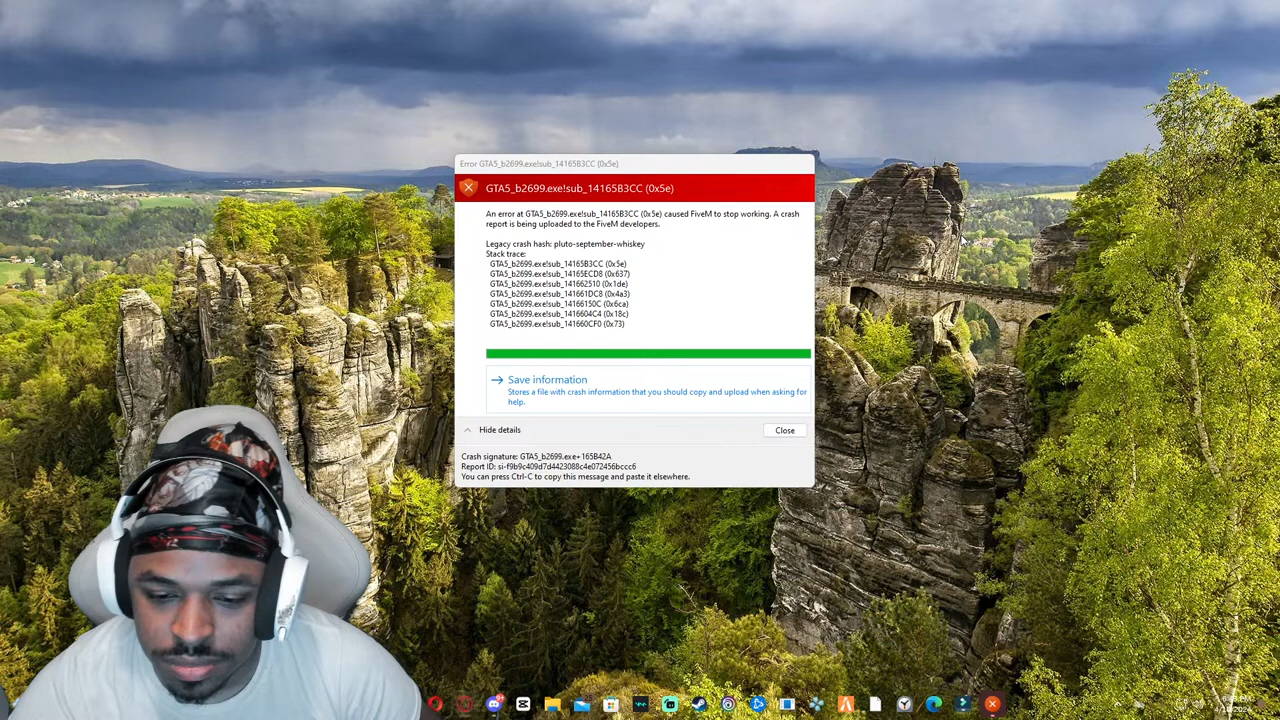 Error GTA5_b2699.exe!sub_14165B3CC (0x5e)
GTA5_b2699.exe!sub_14165B3CC (0x5e)
An error at GTA5_b2699.exe!sub_14165B3CC (0x5e) caused FiveM to stop working. A crash
report is being uploaded to the FiveM developers.
Legacy crash hash: pluto-september-whiskey
Stack trace:
GTA5_b2699.exe!sub_14165B3CC (0x5e)
GTA5_b2699.exe!sub_14165ECD8 (0x637)
GTA5_b2699.exe!sub_141662510 (0x1de)
GTA5_b2699.exe!sub_141661DC8 (0x4a3)
GTA5_b2699.exe!sub_14166150C (0x6ca)
GTA5_b2699.exe!sub_1416604C4 (0x18c)
GTA5_b2699.exe!sub_141660CF0 (0x73)
Save information
Stores a file with crash information that you should copy and upload when asking for
help.
Hide details
Close
Crash signature: GTA5_b2699.exe+165B42A
Report ID: si-f9b9c409d7d4423088c4e072456bccc6
You can press Ctrl-C to copy this message and paste it elsewhere.